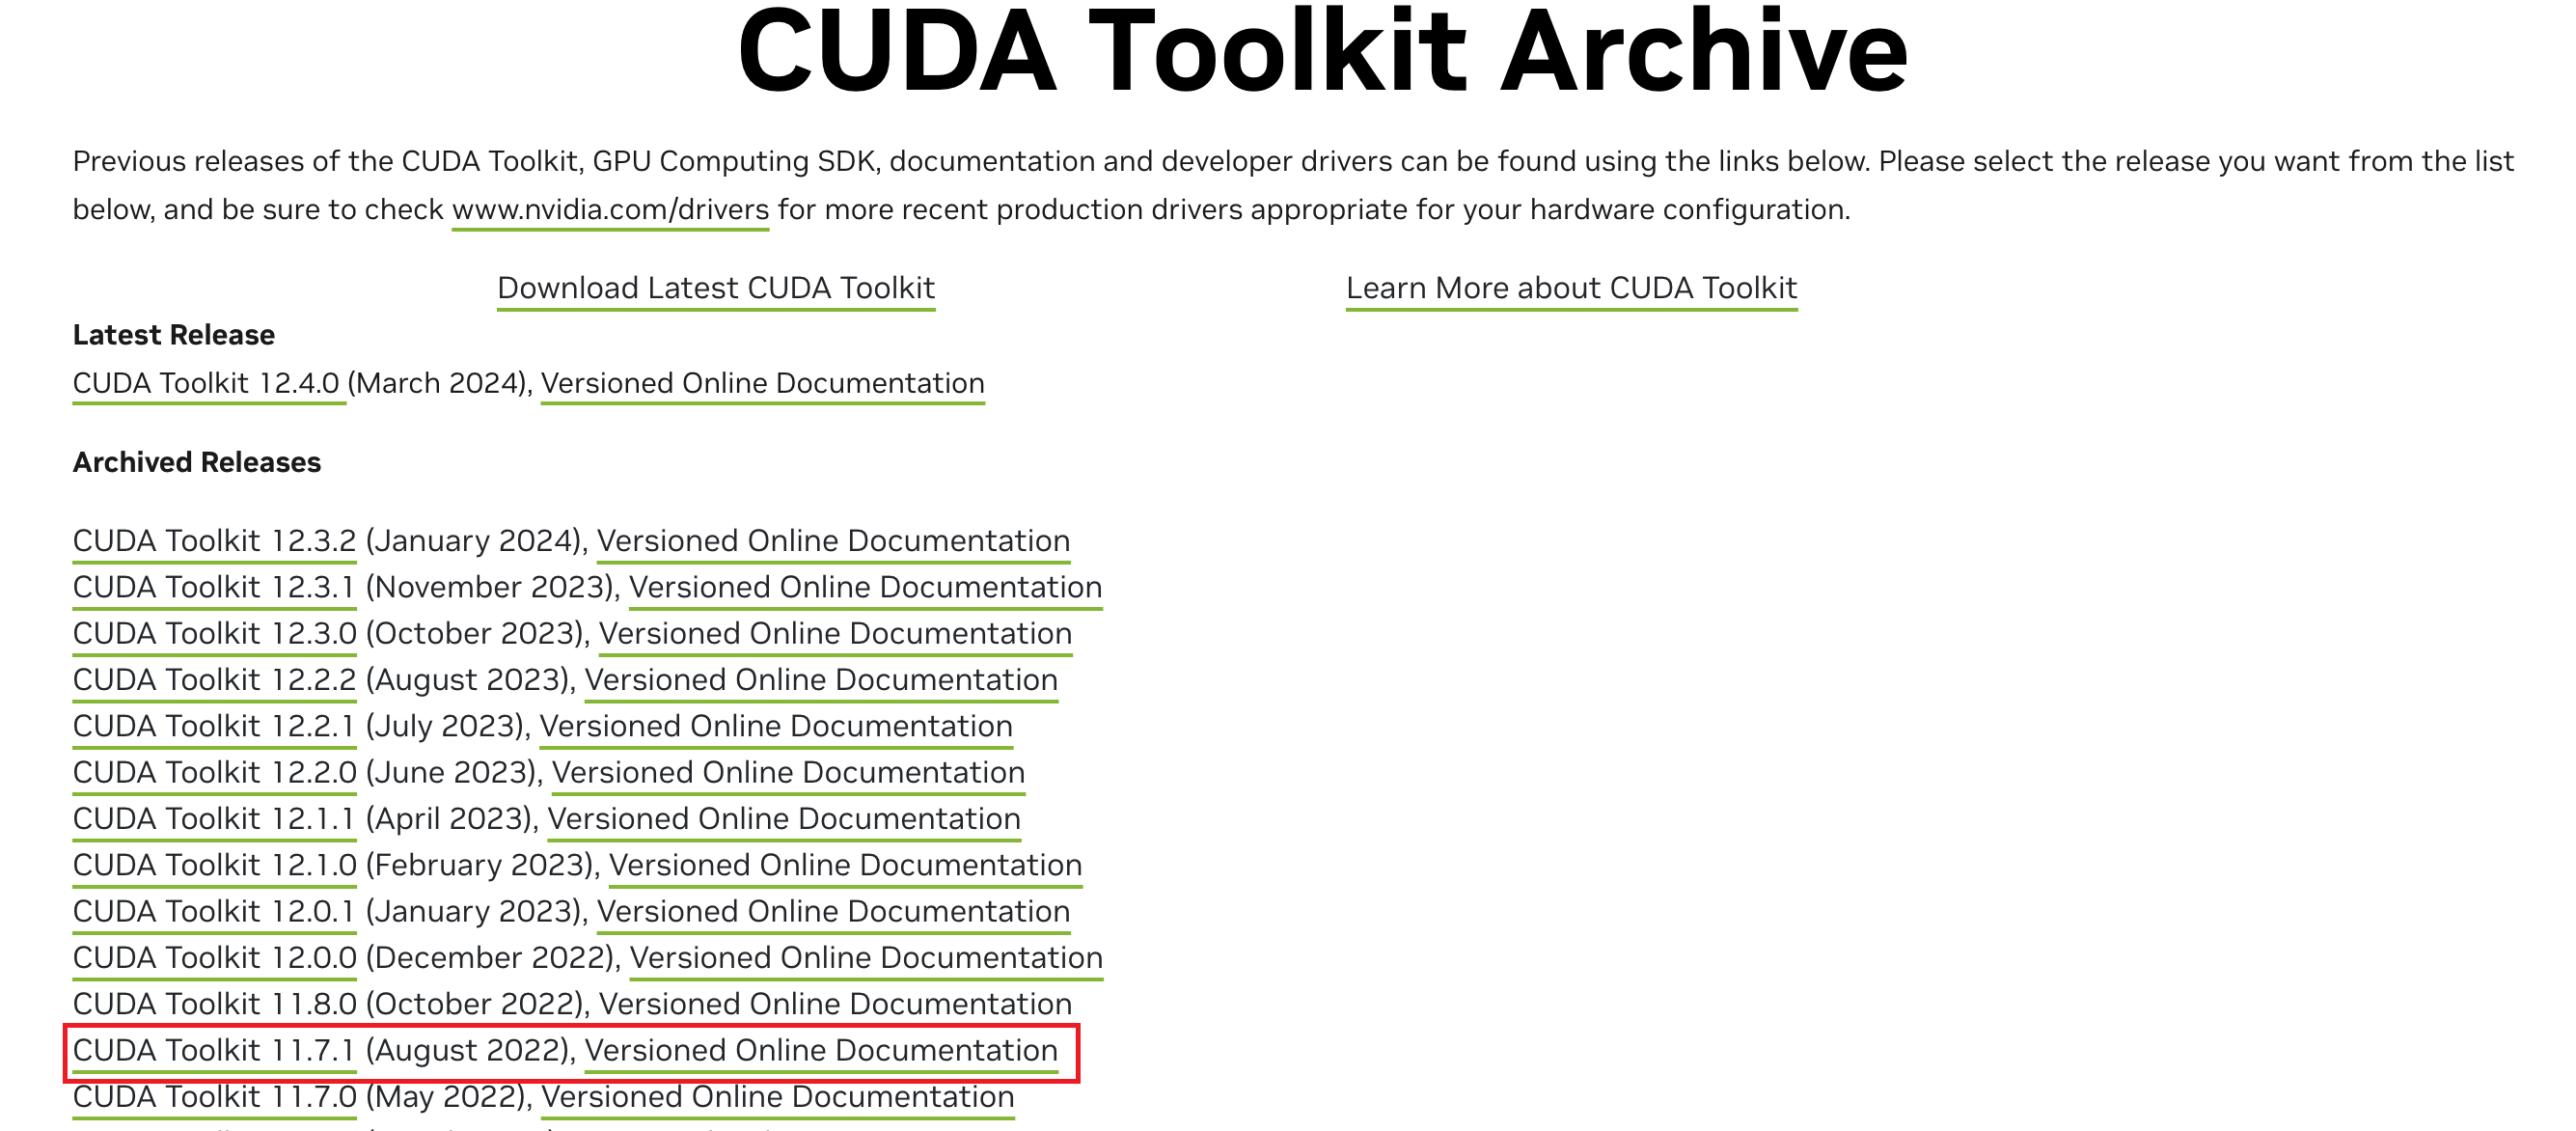 CUDA Toolkit Archive
Previous releases of the CUDA Toolkit, GPU Computing SDK, documentation and developer drivers can be found using the links below. Please select the release you want from the list
below, and be sure to check www.nvidia.com/drivers for more recent production drivers appropriate for your hardware configuration.
Download Latest CUDA Toolkit
Learn More about CUDA Toolkit
Latest Release
CUDA Toolkit 12.4.0 (March 2024), Versioned Online Documentation
Archived Releases
CUDA Toolkit 12.3.2 (January 2024), Versioned Online Documentation
CUDA Toolkit 12.3.1 (November 2023), Versioned Online Documentation
CUDA Toolkit 12.3.0 (October 2023), Versioned Online Documentation
CUDA Toolkit 12.2.2 (August 2023), Versioned Online Documentation
CUDA Toolkit 12.2.1 (July 2023), Versioned Online Documentation
CUDA Toolkit 12.2.0 (June 2023), Versioned Online Documentation
CUDA Toolkit 12.1.1 (April 2023), Versioned Online Documentation
CUDA Toolkit 12.1.0 (February 2023), Versioned Online Documentation
CUDA Toolkit 12.0.1 (January 2023), Versioned Online Documentation
CUDA Toolkit 12.0.0 (December 2022), Versioned Online Documentation
CUDA Toolkit 11.8.0 (October 2022), Versioned Online Documentation
CUDA Toolkit 11.7.1 (August 2022), Versioned Online Documentation
CUDA Toolkit 11.7.0 (May 2022), Versioned Online Documentation